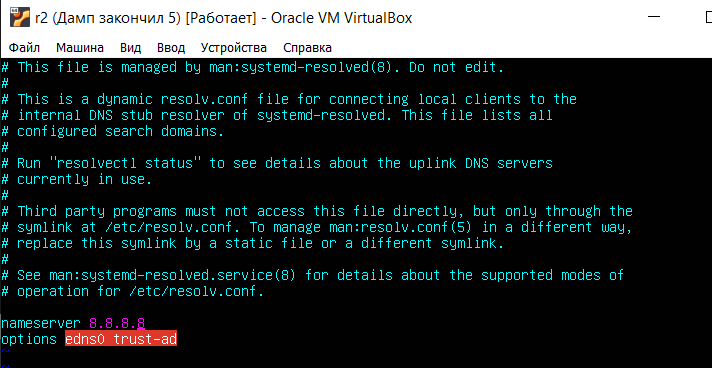 r2 (Дамп закончил 5) [Работает] - Oracle VM VirtualBox
Файл Машина Вид Ввод Устройства Справка
# This file is managed by man:systemd-resolved(8). Do not edit.
#
# This is a dynamic resolv.conf file for connecting local clients to the
# internal DNS stub resolver of systemd-resolved. This file lists all
# configured search domains.
#
# Run "resolvectl status" to see details about the uplink DNS servers
# currently in use.
#
# Third party programs must not access this file directly, but only through the
# symlink at /etc/resolv.conf. To manage man:resolv.conf(5) in a different way,
# replace this symlink by a static file or a different symlink.
#
# See man:systemd-resolved.service(8) for details about the supported modes of
# operation for /etc/resolv.conf.
nameserver 8.8.8.8
options edns0 trust-ad
~
~